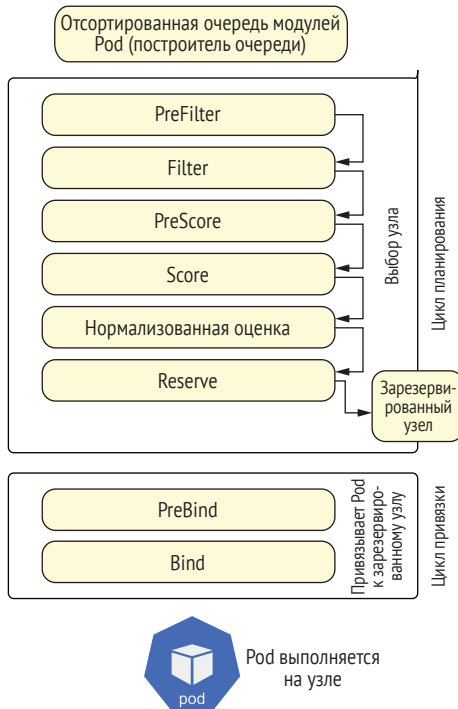 Отсортированная очередь модулей
Pod (построитель очереди)
PreFilter
Filter
PreScore
Score
Нормализованная оценка
Reserve
Выбор узла
Цикл планирования
Зарезерви-
рованный
узел
PreBind
Bind
Привязывает Pod
к зарезервиро-
ванному узлу
Цикл привязки
pod
Pod выполняется
на узле